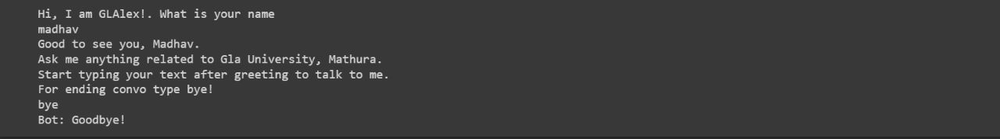 Hi, I am GLAlex!. What is your name
madhav
Good to see you, Madhav.
Ask me anything related to Gla University, Mathura.
Start typing your text after greeting to talk to me.
For ending convo type bye!
bye
Bot: Goodbye!